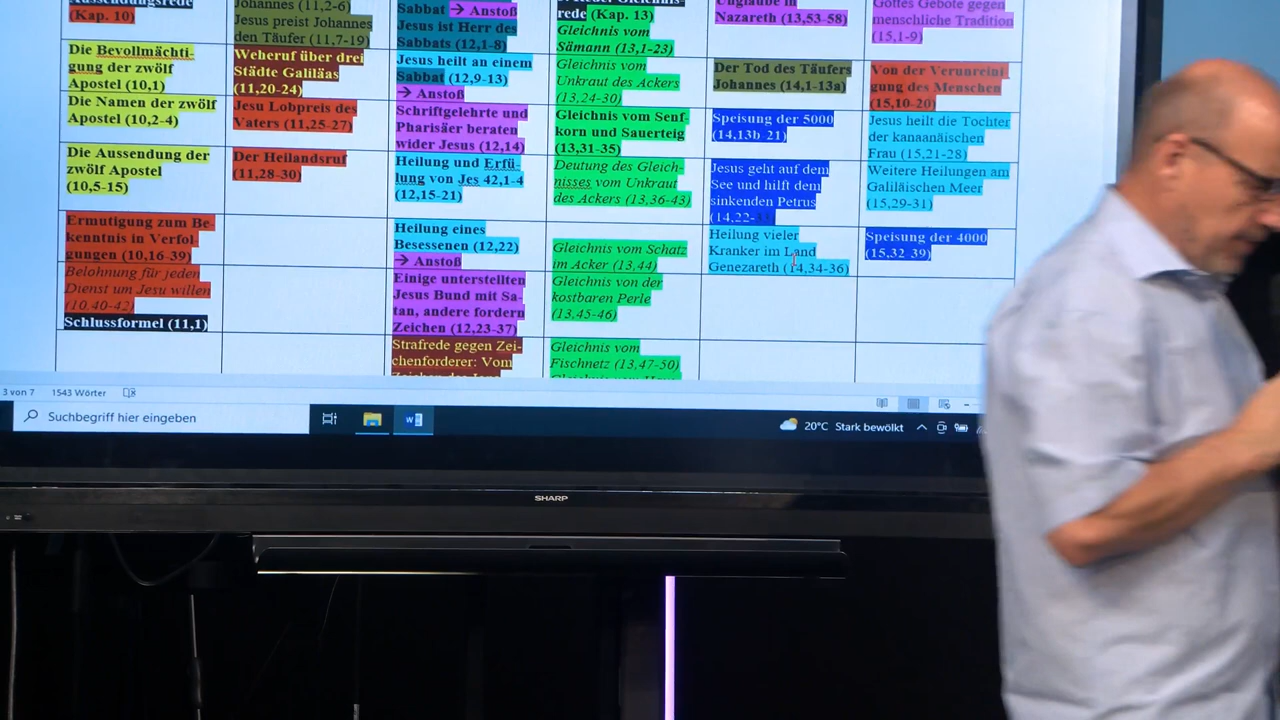 Aussendungsrede
(Kap. 10)
Die Bevollmächti-
gung der zwölf
Apostel (10,1)
Die Namen der zwölf
Apostel (10,2-4)
Die Aussendung der
zwölf Apostel
(10,5-15)
Ermutigung zum Be-
kenntnis in Verfol-
gungen (10,16-39)
Belohnung für jeden
Dienst um Jesu willen
(10,40-42)
Schlussformel (11,1)
Johannes (11,2-6)
Jesus preist Johannes
den Täufer (11,7-19)
Weheruf über drei
Städte Galiläas
(11,20-24)
Jesu Lobpreis des
Vaters (11,25-27)
Der Heilandsruf
(11,28-30)
Sabbat → Anstoß
Jesus ist Herr des
Sabbats (12,1-8)
Jesus heilt an einem
Sabbat (12,9-13)
→ Anstoß
Schriftgelehrte und
Pharisäer beraten
wider Jesus (12,14)
Heilung und Erfü-
lung von Jes 42,1-4
(12,15-21)
Heilung eines
Besessenen (12,22)
→ Anstoß
Einige unterstellten
Jesus Bund mit Sa-
tan, andere fordern
Zeichen (12,23-37)
Strafrede gegen Zei-
chenforderer: Vom
rede (Kap. 13)
Gleichnis vom
Sämann (13,1-23)
Gleichnis vom
Unkraut des Ackers
(13,24-30)
Gleichnis vom Senf-
korn und Sauerteig
(13,31-35)
Deutung des Gleich-
nisses vom Unkraut
des Ackers (13,36-43)
Gleichnis vom Schatz
im Acker (13,44)
Gleichnis von der
kostbaren Perle
(13,45-46)
Gleichnis vom
Fischnetz (13,47-50)
Unglaube in
Nazareth (13,53-58)
Der Tod des Täufers
Johannes (14,1-13a)
Speisung der 5000
(14,13b-21)
Jesus geht auf dem
See und hilft dem
sinkenden Petrus
(14,22-33)
Heilung vieler
Kranker im Land
Genezareth (14,34-36)
Gottes Gebote gegen
menschliche Tradition
(15,1-9)
Von der Verunreini-
gung des Menschen
(15,10-20)
Jesus heilt die Tochter
der kanaanäischen
Frau (15,21-28)
Weitere Heilungen am
Galiläischen Meer
(15,29-31)
Speisung der 4000
(15,32-39)
3 von 7 1543 Wörter
Suchbegriff hier eingeben
20°C Stark bewölkt
SHARP